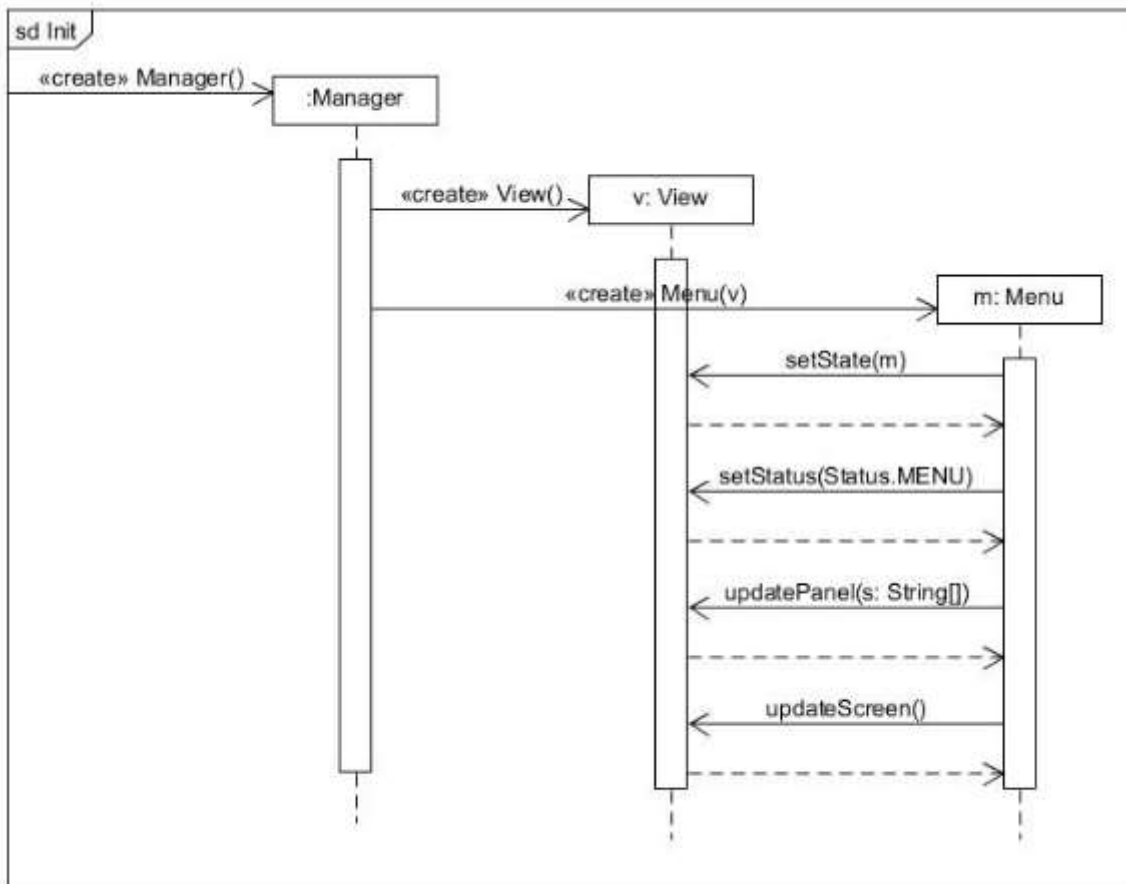 sd Init
«create» Manager()
:Manager
«create» View()
v: View
«create» Menu(v)
m: Menu
setState(m)
setStatus(Status.MENU)
updatePanel(s: String[])
updateScreen()